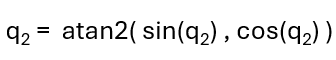 q₂ = atan2( sin(q₂) , cos(q₂) )